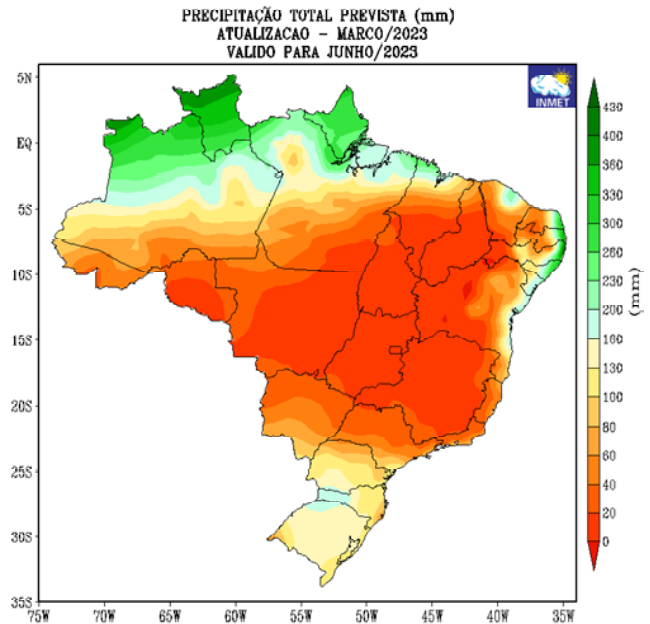 PRECIPITAÇÃO TOTAL PREVISTA (mm)
ATUALIZACAO - MARCO/2023
VALIDO PARA JUNHO/2023
INMET
5N
EQ
5S
10S
15S
20S
25S
30S
35S
75W
70W
65W
60W
55W
50W
45W
40W
35W
430
400
360
330
300
260
230
200
160
130
100
80
60
40
20
0
(mm)